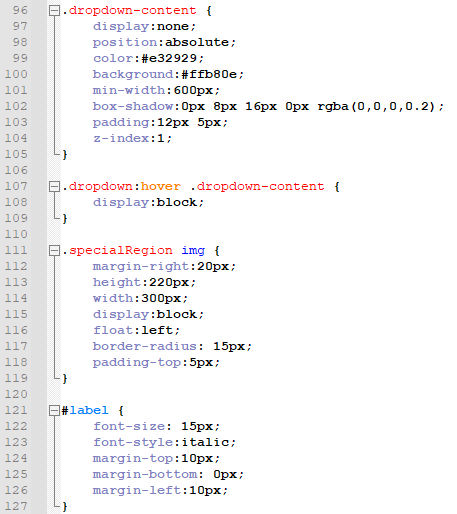 96 .dropdown-content {
97 display:none;
98 position:absolute;
99 color:#e32929;
100 background:#ffb80e;
101 min-width:600px;
102 box-shadow:0px 8px 16px 0px rgba(0,0,0,0.2);
103 padding:12px 5px;
104 z-index:1;
105 }
106
107 .dropdown:hover .dropdown-content {
108 display:block;
109 }
110
111 .specialRegion img {
112 margin-right:20px;
113 height:220px;
114 width:300px;
115 display:block;
116 float:left;
117 border-radius: 15px;
118 padding-top:5px;
119 }
120
121 #label {
122 font-size: 15px;
123 font-style:italic;
124 margin-top:10px;
125 margin-bottom: 0px;
126 margin-left:10px;
127 }